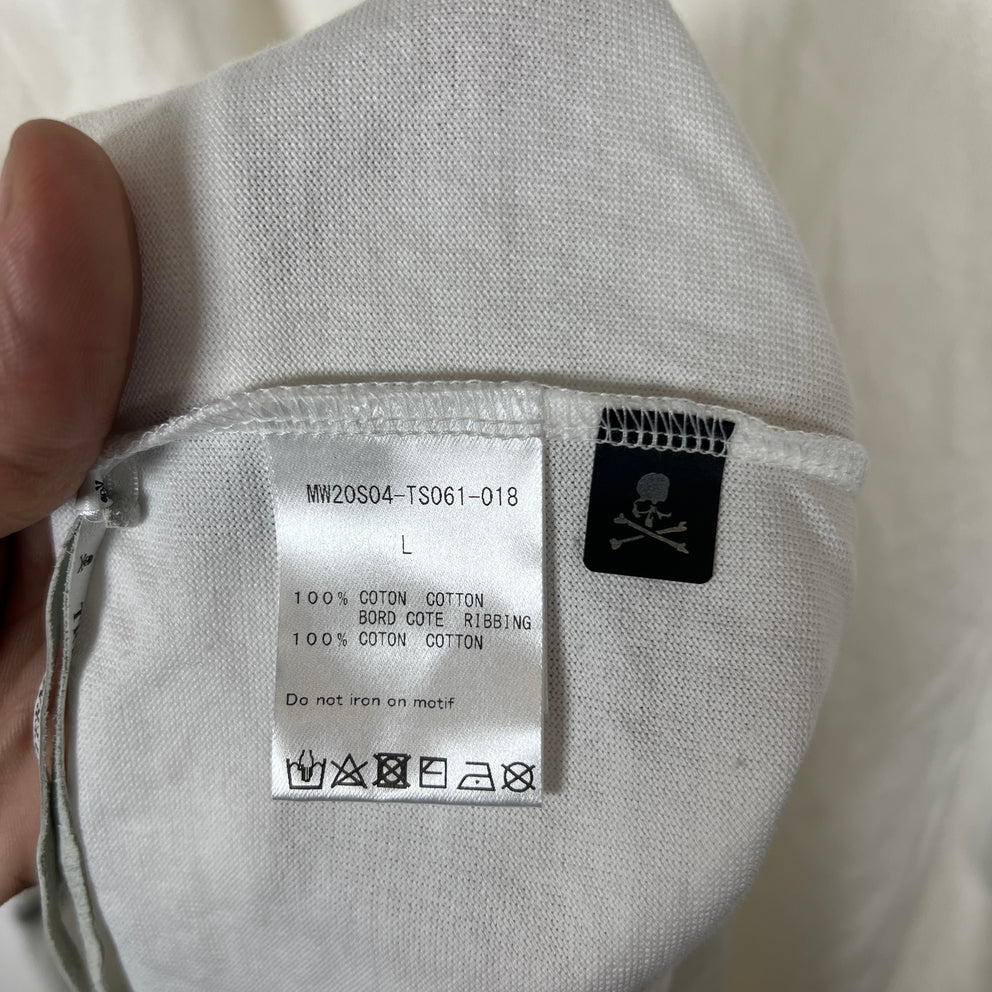 MW20S04-TS061-018
L
100% COTON COTTON
BORD COTE RIBBING
100% COTON COTTON
Do not iron on motif